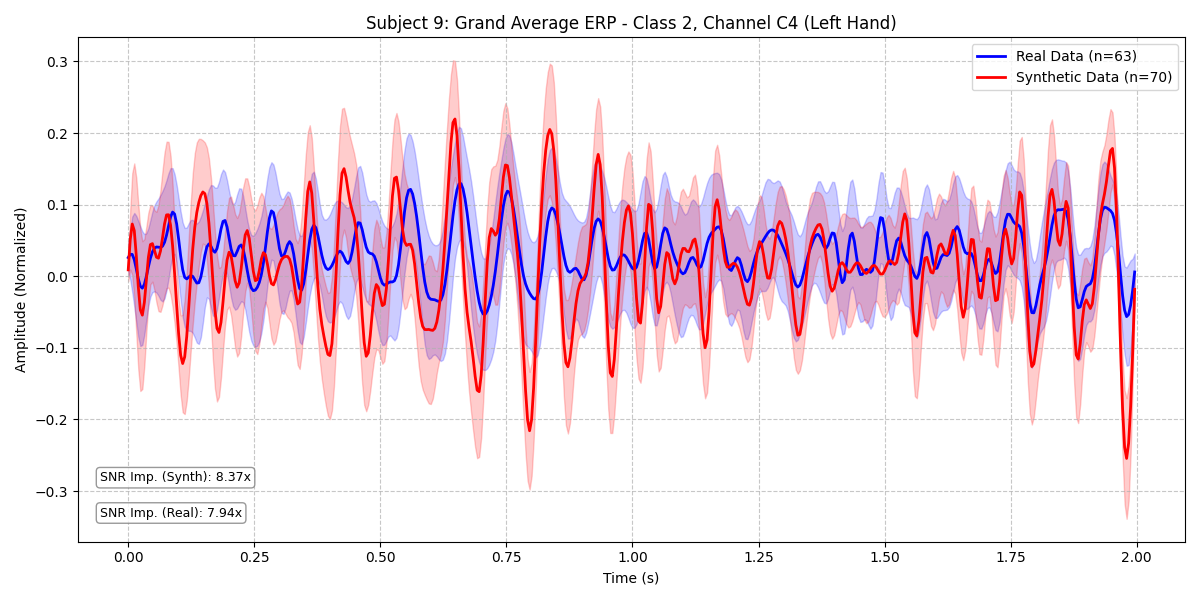 Subject 9: Grand Average ERP - Class 2, Channel C4 (Left Hand)
Real Data (n=63)
Synthetic Data (n=70)
Amplitude (Normalized)
0.3
0.2
0.1
0.0
−0.1
−0.2
−0.3
SNR Imp. (Synth): 8.37x
SNR Imp. (Real): 7.94x
0.00 0.25 0.50 0.75 1.00 1.25 1.50 1.75 2.00
Time (s)